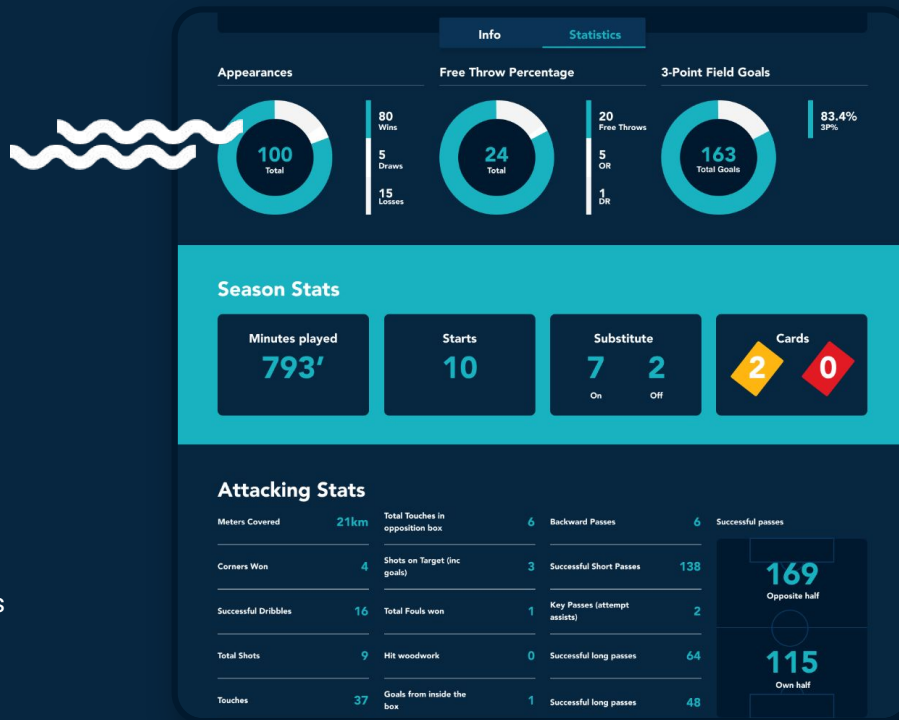 Info
Statistics
Appearances
Free Throw Percentage
3-Point Field Goals
100
Total
80
Wins
5
Draws
15
Losses
24
Total
20
Free Throws
5
OR
1
DR
163
Total Goals
83.4%
3P%
Season Stats
Minutes played
793'
Starts
10
Substitute
7 2
On Off
Cards
2 0
Attacking Stats
Meters Covered 21km
Corners Won 4
Successful Dribbles 16
Total Shots 9
Touches 37
Total Touches in
opposition box 6
Shots on Target (inc
goals) 3
Total Fouls won 1
Hit woodwork 0
Goals from inside the
box 1
Backward Passes 6
Successful Short Passes 138
Key Passes (attempt
assists) 2
Successful long passes 64
Successful long passes 48
Successful passes
169
Opposite half
115
Own half
s